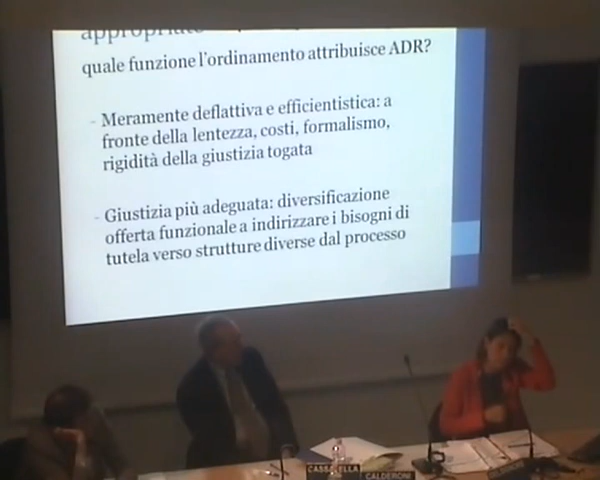 quale funzione l'ordinamento attribuisce ADR?
- Meramente deflattiva e efficientistica: a
fronte della lentezza, costi, formalismo,
rigidità della giustizia togata
- Giustizia più adeguata: diversificazione
offerta funzionale a indirizzare i bisogni di
tutela verso strutture diverse dal processo
CALDERONI